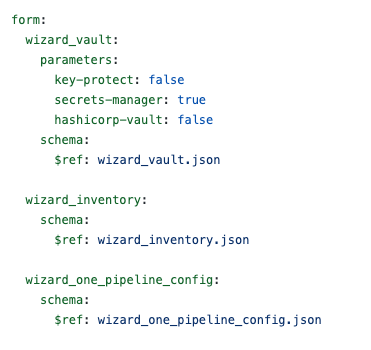 form:
  wizard_vault:
    parameters:
      key-protect: false
      secrets-manager: true
      hashicorp-vault: false
    schema:
      $ref: wizard_vault.json

  wizard_inventory:
    schema:
      $ref: wizard_inventory.json

  wizard_one_pipeline_config:
    schema:
      $ref: wizard_one_pipeline_config.json